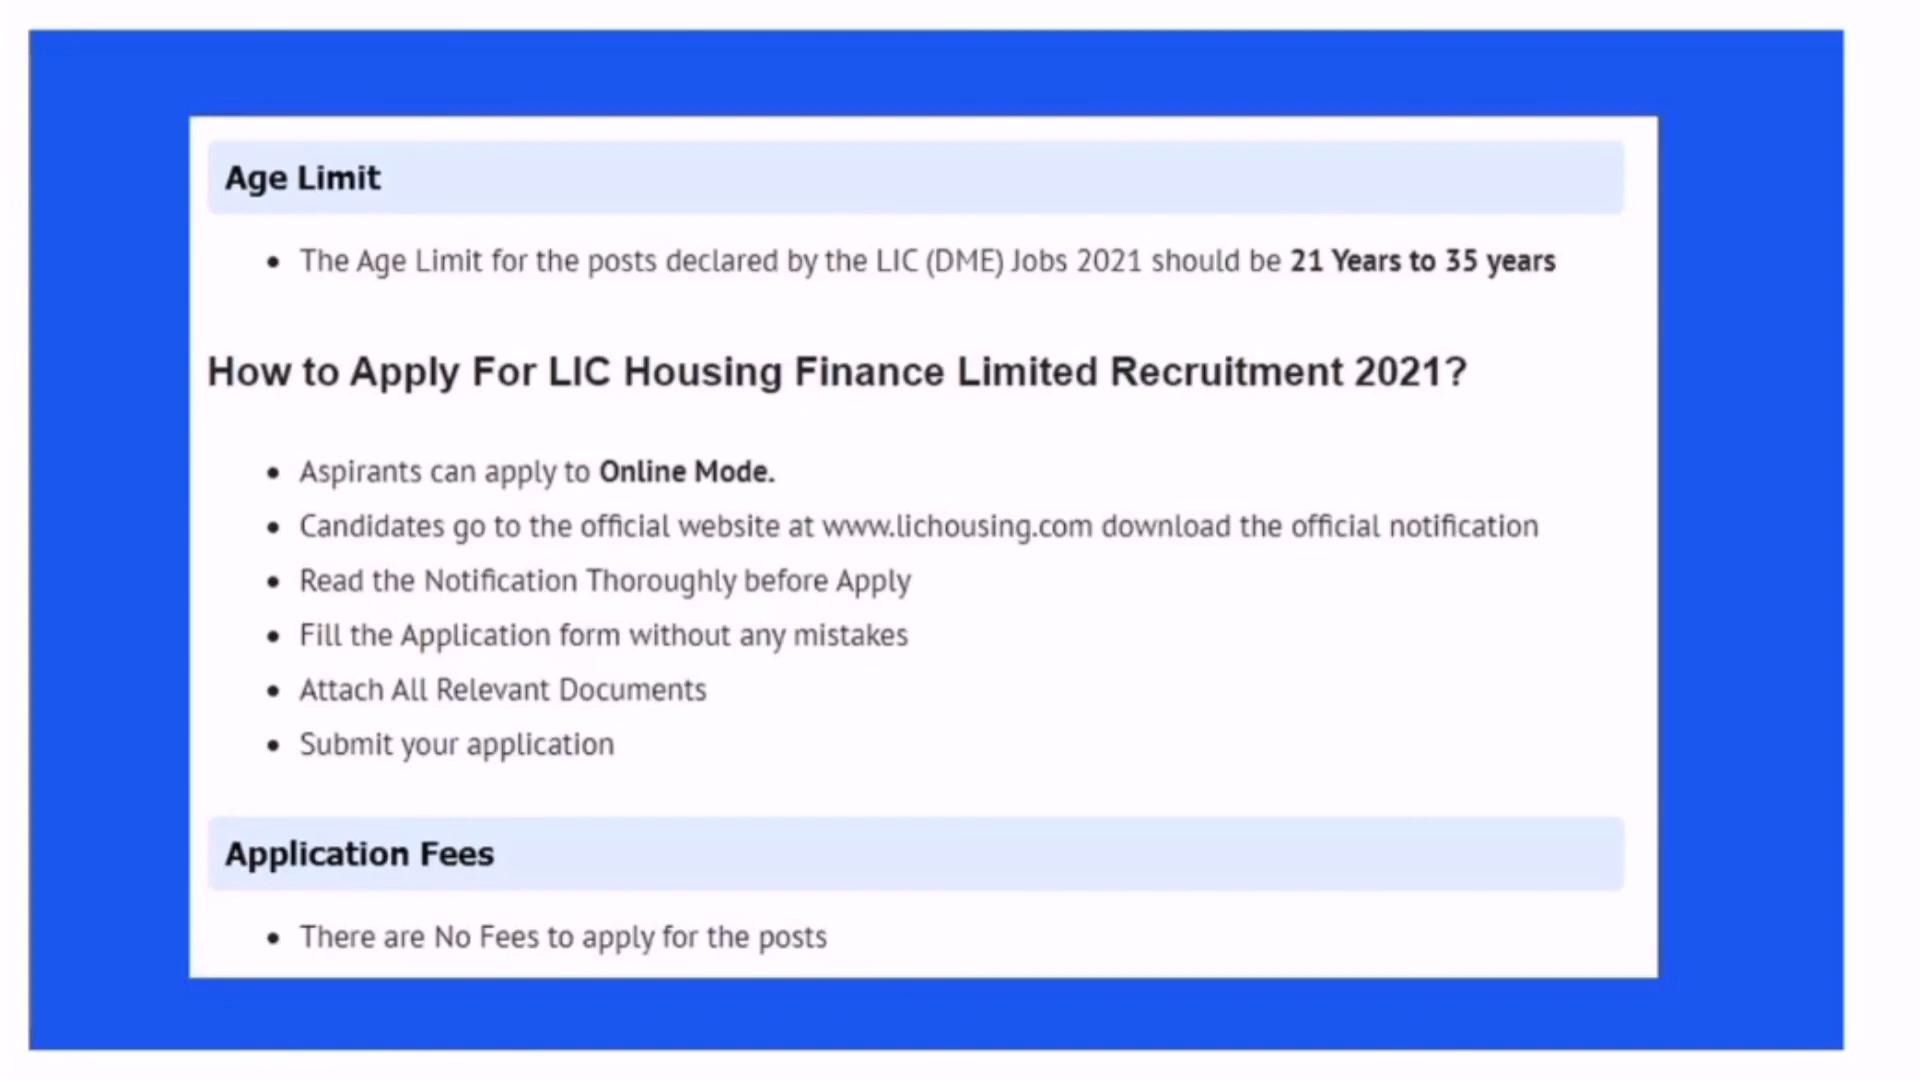 Age Limit
The Age Limit for the posts declared by the LIC (DME) Jobs 2021 should be 21 Years to 35 years
How to Apply For LIC Housing Finance Limited Recruitment 2021?
Aspirants can apply to Online Mode.
Candidates go to the official website at www.lichousing.com download the official notification
Read the Notification Thoroughly before Apply
Fill the Application form without any mistakes
Attach All Relevant Documents
Submit your application
Application Fees
There are No Fees to apply for the posts